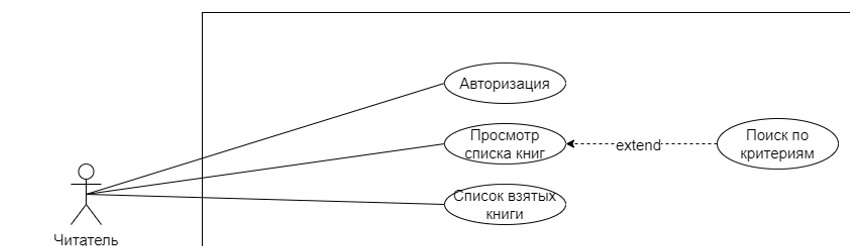 Авторизация
Просмотр
списка книг
extend
Поиск по
критериям
Список взятых
книги
Читатель